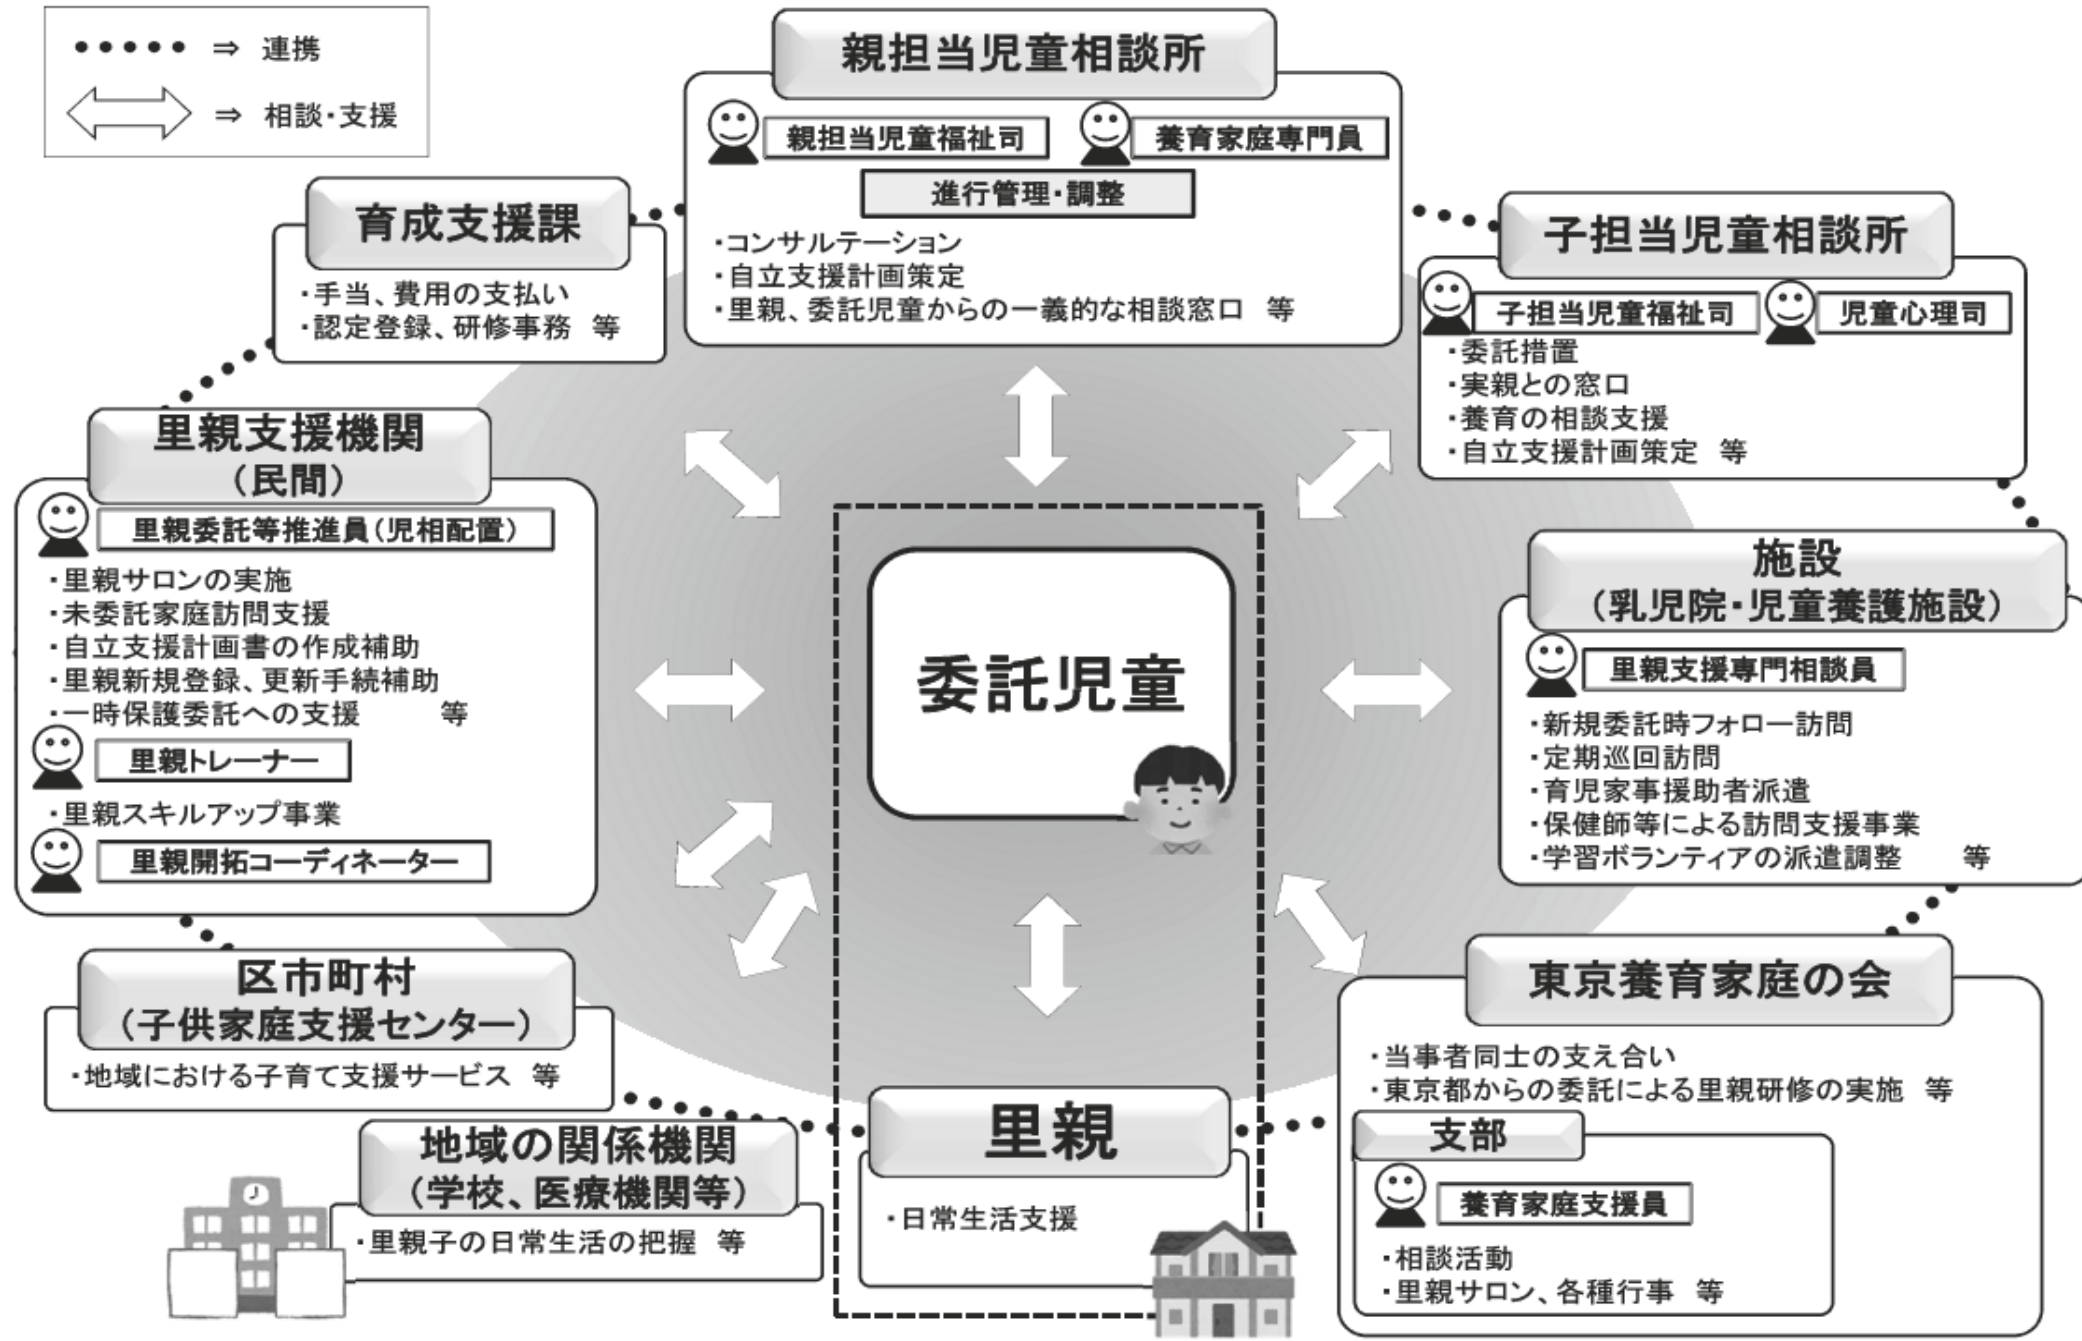 ⇒ 連携
⇒ 相談・支援
親担当児童相談所
親担当児童福祉司
養育家庭専門員
進行管理・調整
・コンサルテーション
・自立支援計画策定
・里親、委託児童からの一義的な相談窓口 等
育成支援課
・手当、費用の支払い
・認定登録、研修事務 等
子担当児童相談所
子担当児童福祉司
児童心理司
・委託措置
・実親との窓口
・養育の相談支援
・自立支援計画策定 等
里親支援機関
（民間）
里親委託等推進員（児相配置）
・里親サロンの実施
・未委託家庭訪問支援
・自立支援計画書の作成補助
・里親新規登録、更新手続補助
・一時保護委託への支援 等
里親トレーナー
・里親スキルアップ事業
里親開拓コーディネーター
委託児童
施設
（乳児院・児童養護施設）
里親支援専門相談員
・新規委託時フォロー訪問
・定期巡回訪問
・育児家事援助者派遣
・保健師等による訪問支援事業
・学習ボランティアの派遣調整 等
区市町村
（子供家庭支援センター）
・地域における子育て支援サービス 等
地域の関係機関
（学校、医療機関等）
・里親子の日常生活の把握 等
里親
・日常生活支援
東京養育家庭の会
・当事者同士の支え合い
・東京都からの委託による里親研修の実施 等
支部
養育家庭支援員
・相談活動
・里親サロン、各種行事 等